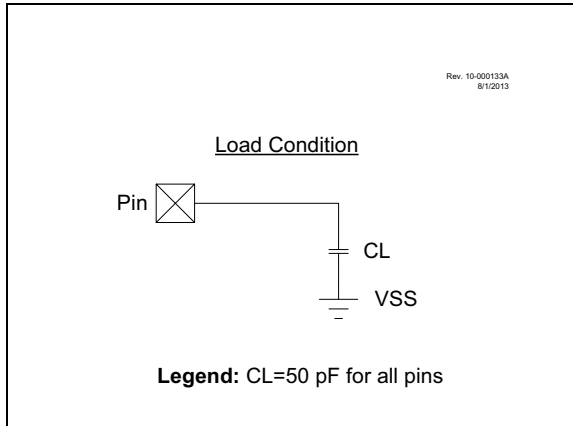 Rev. 10-000133A
8/1/2013
Load Condition
Pin
CL
VSS
Legend: CL=50 pF for all pins